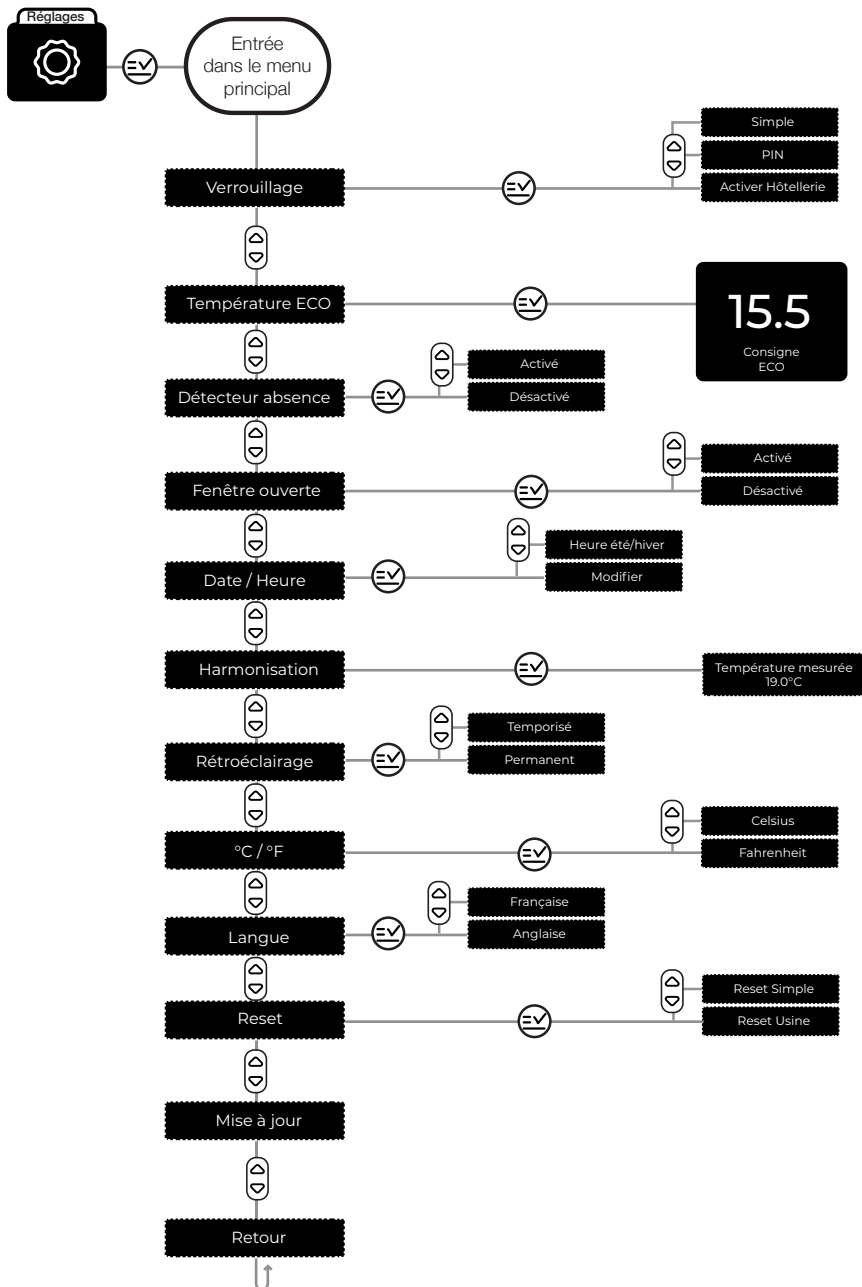 Réglages
Entrée
dans le menu
principal
Verrouillage
Simple
PIN
Activer Hôtellerie
Température ECO
15.5
Consigne
ECO
Détecteur absence
Activé
Désactivé
Fenêtre ouverte
Activé
Désactivé
Date / Heure
Heure été/hiver
Modifier
Harmonisation
Température mesurée
19.0°C
Rétroéclairage
Temporisé
Permanent
°C / °F
Celsius
Fahrenheit
Langue
Française
Anglaise
Reset
Reset Simple
Reset Usine
Mise à jour
Retour